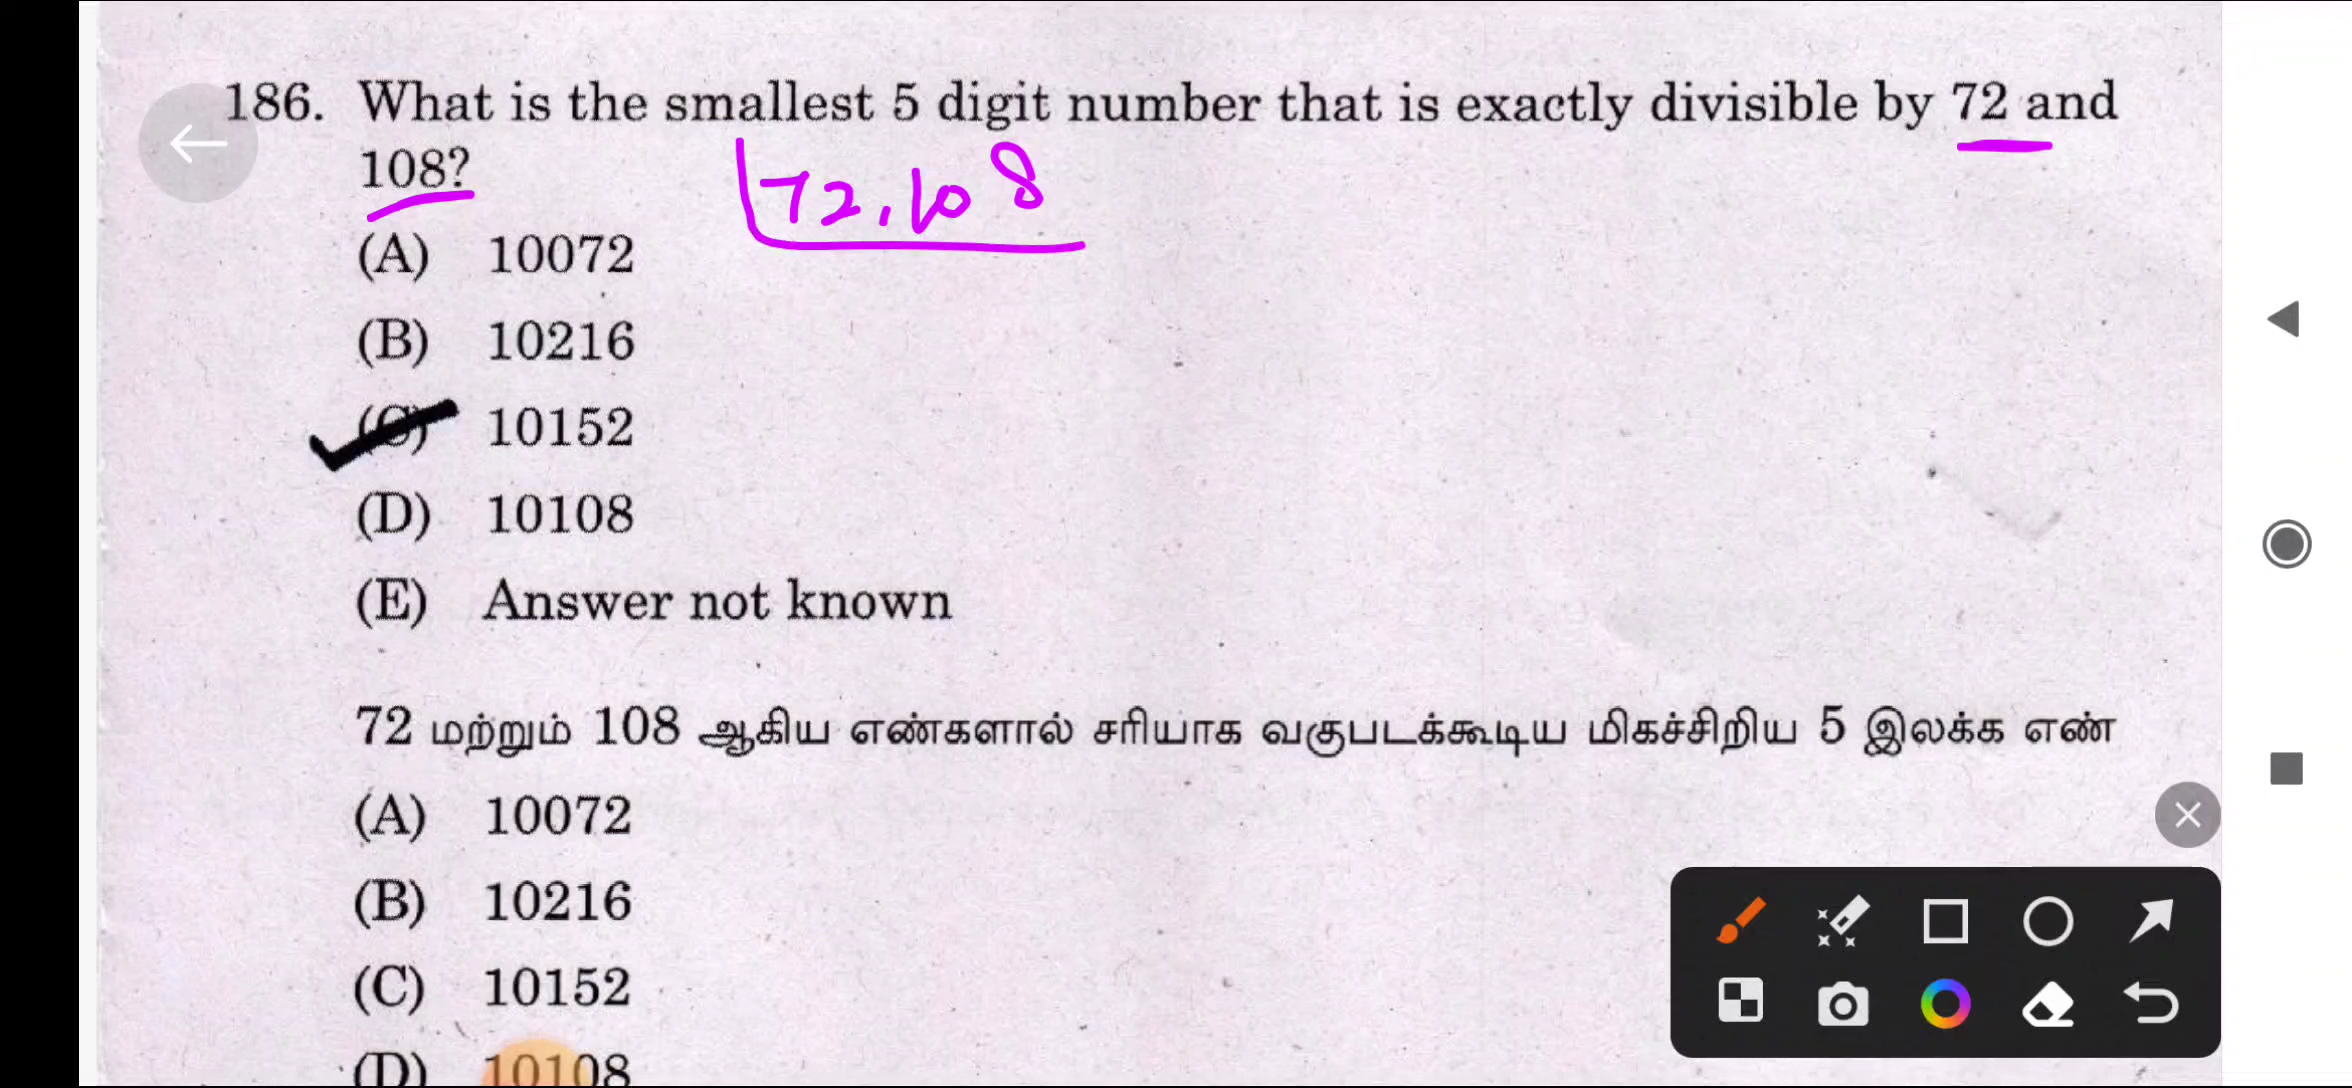 186. What is the smallest 5 digit number that is exactly divisible by 72 and
108?
72, 108
(A) 10072
(B) 10216
(C) 10152
(D) 10108
(E) Answer not known
72 மற்றும் 108 ஆகிய எண்களால் சரியாக வகுபடக்கூடிய மிகச்சிறிய 5 இலக்க எண்
(A) 10072
(B) 10216
(C) 10152
(D) 10108